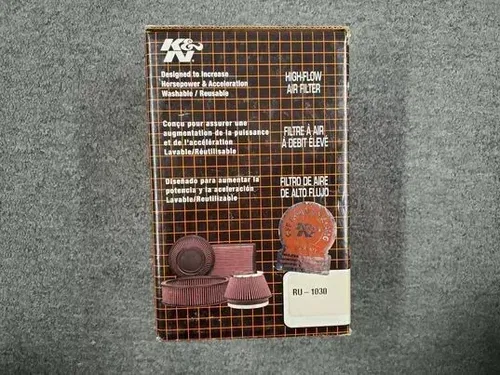 K&N
Designed to increase
Horsepower & Acceleration
Washable / Reusable
HIGH-FLOW
AIR FILTER
Conçu pour assurer une
augmentation de la puissance
et de l'accélération
Lavable/Réutilisable
FILTRE À AIR
À DÉBIT ÉLEVÉ
Diseñado para aumentar la
potencia y la aceleración
Lavable/Reutilizable
FILTRO DE AIRE
DE ALTO FLUJO
K&N
RU-1030